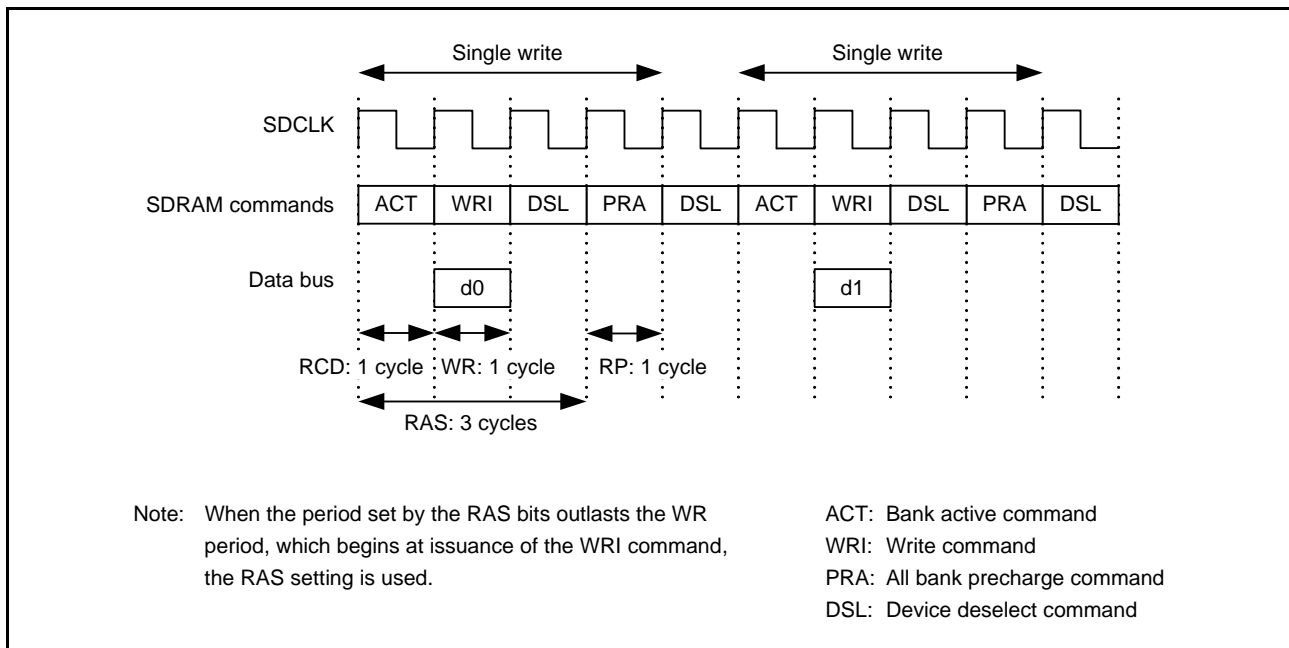 Single write Single write
SDCLK
SDRAM commands ACT WRI DSL PRA DSL ACT WRI DSL PRA DSL
Data bus d0 d1
RCD: 1 cycle WR: 1 cycle RP: 1 cycle
RAS: 3 cycles
Note: When the period set by the RAS bits outlasts the WR
period, which begins at issuance of the WRI command,
the RAS setting is used.
ACT: Bank active command
WRI: Write command
PRA: All bank precharge command
DSL: Device deselect command